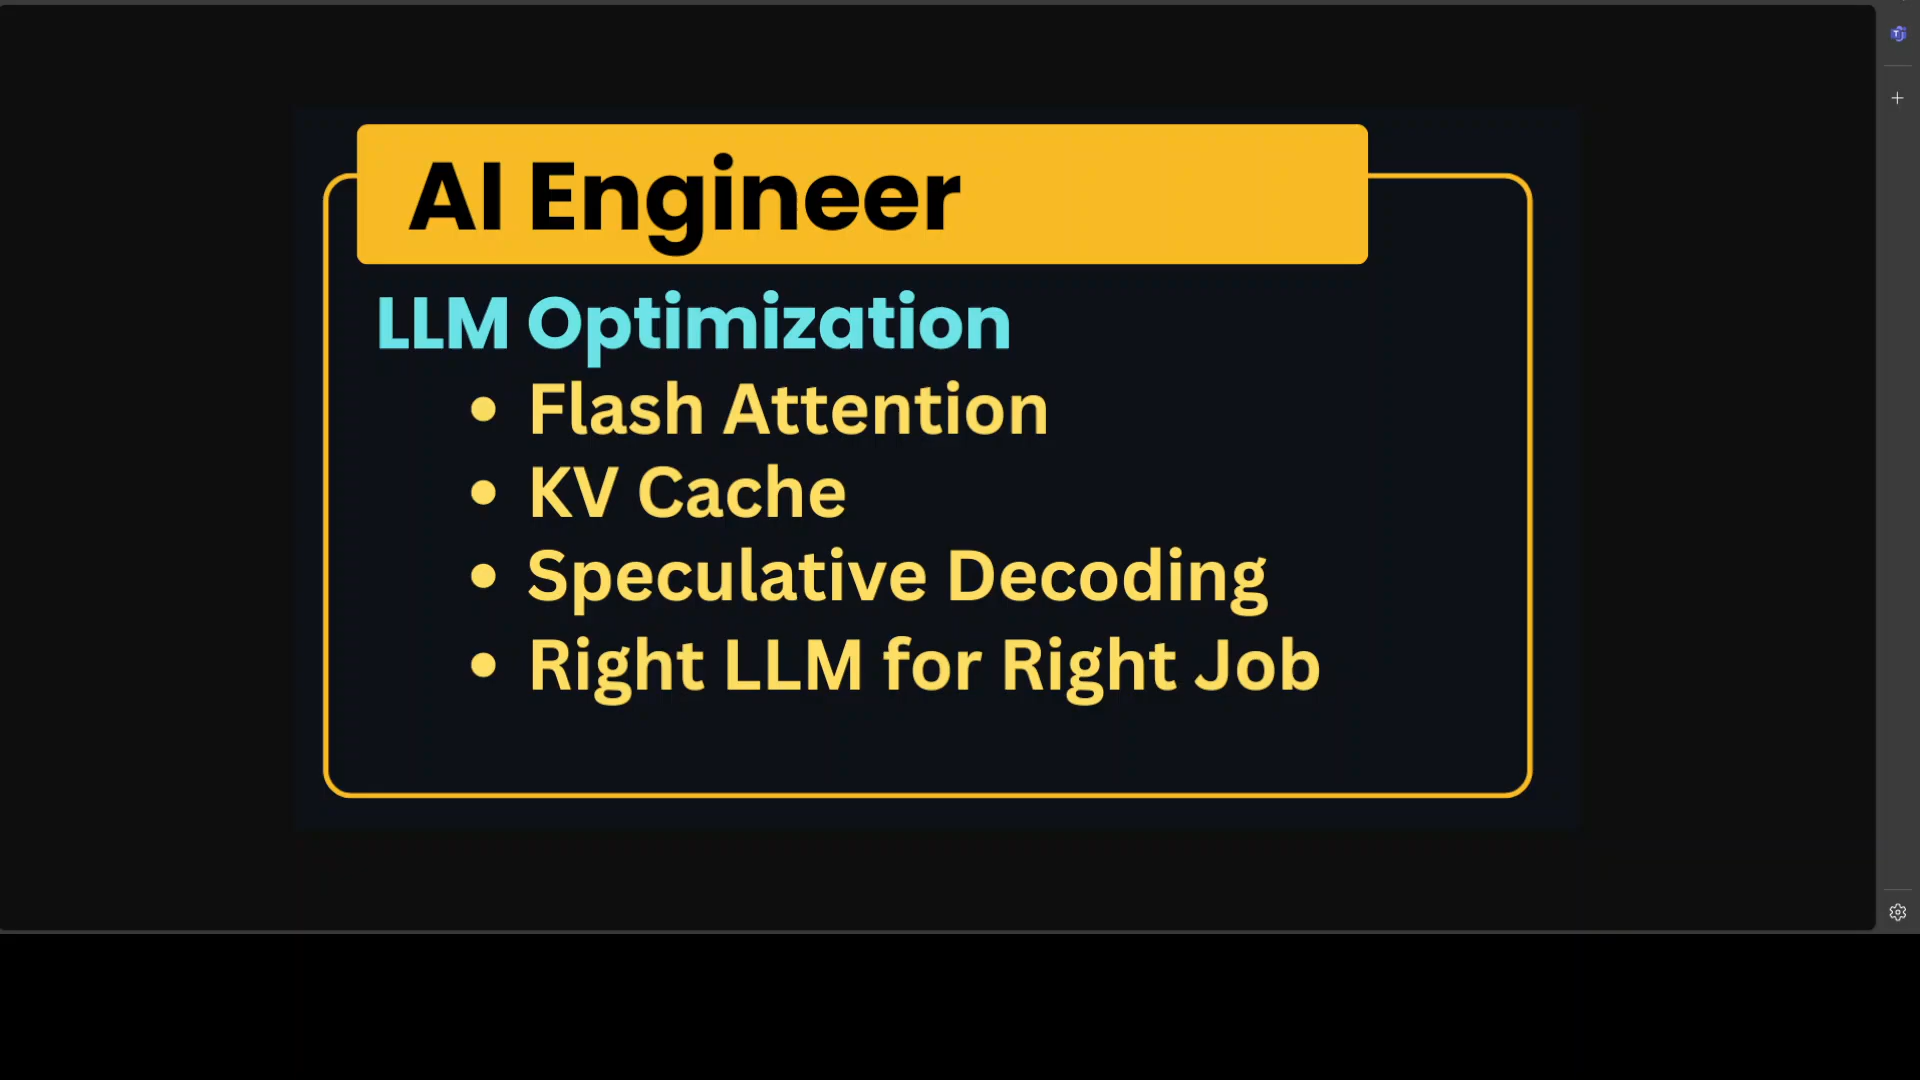 AI Engineer
LLM Optimization
• Flash Attention
• KV Cache
• Speculative Decoding
• Right LLM for Right Job